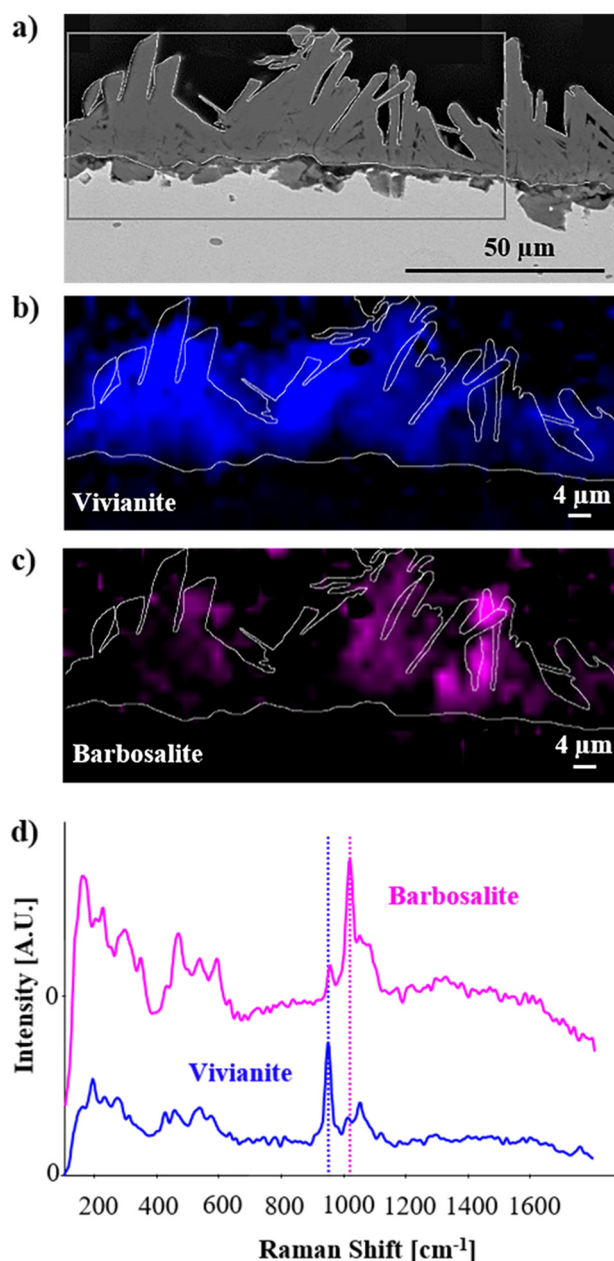 a)
50 µm
b)
Vivianite
4 µm
c)
Barbosalite
4 µm
d)
Barbosalite
Vivianite
0
0
Intensity [A.U.]
200 400 600 800 1000 1200 1400 1600
Raman Shift [cm⁻¹]